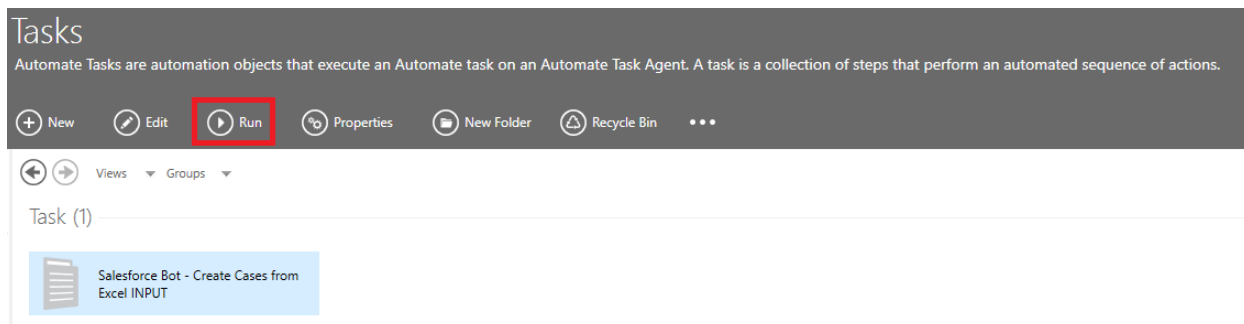 Tasks
Automate Tasks are automation objects that execute an Automate task on an Automate Task Agent. A task is a collection of steps that perform an automated sequence of actions.
New Edit Run Properties New Folder Recycle Bin •••
Views Groups
Task (1)
Salesforce Bot - Create Cases from
Excel INPUT